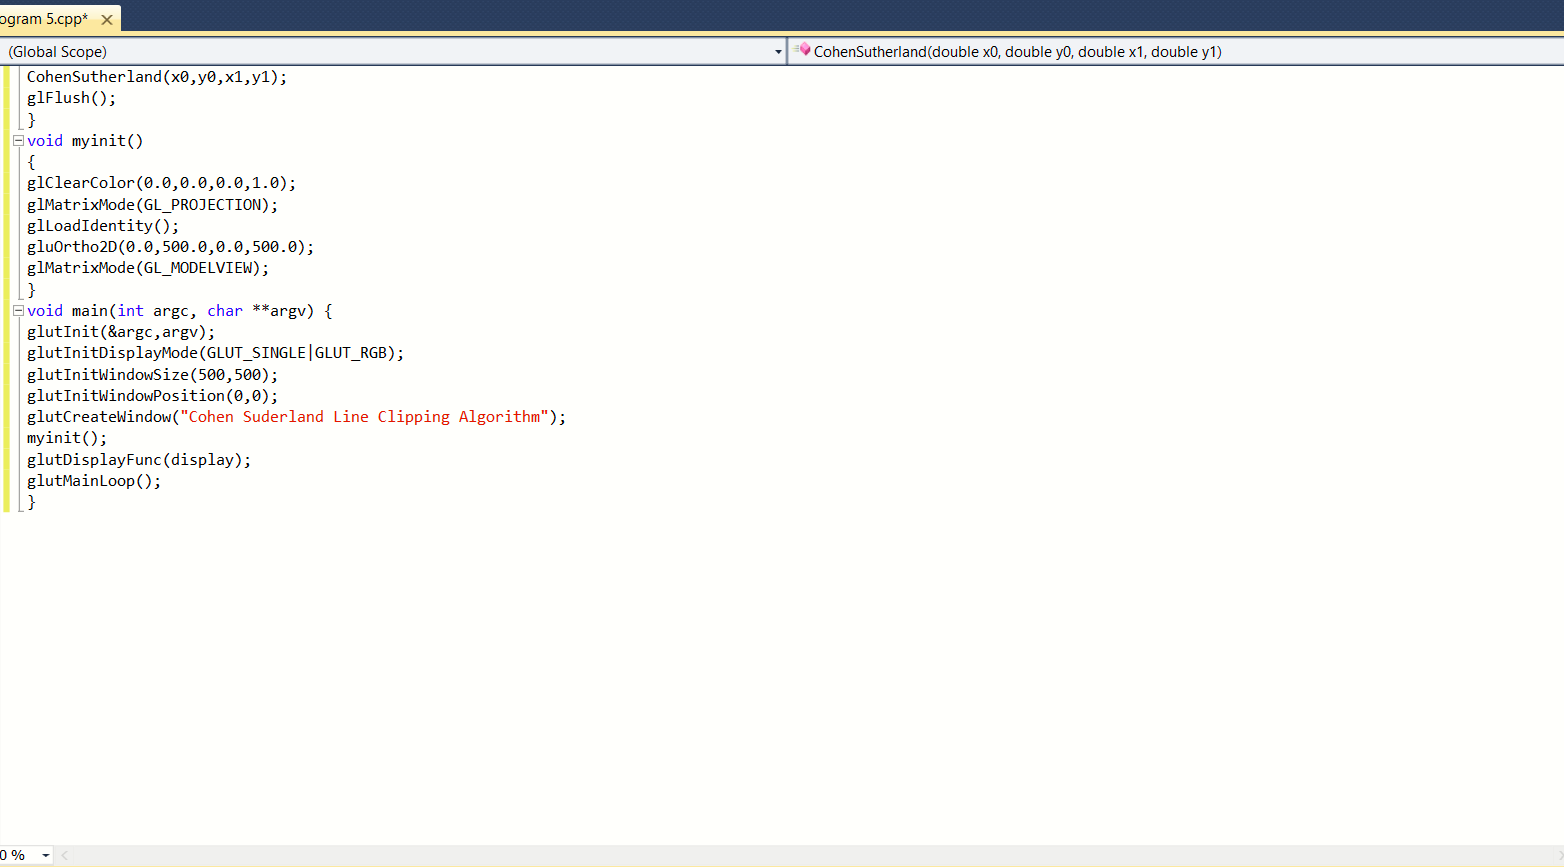 ogram 5.cpp*
(Global Scope)
CohenSutherland(double x0, double y0, double x1, double y1)
CohenSutherland(x0,y0,x1,y1);
glFlush();
}
void myinit()
{
glClearColor(0.0,0.0,0.0,1.0);
glMatrixMode(GL_PROJECTION);
glLoadIdentity();
gluOrtho2D(0.0,500.0,0.0,500.0);
glMatrixMode(GL_MODELVIEW);
}
void main(int argc, char **argv) {
glutInit(&argc,argv);
glutInitDisplayMode(GLUT_SINGLE|GLUT_RGB);
glutInitWindowSize(500,500);
glutInitWindowPosition(0,0);
glutCreateWindow("Cohen Suderland Line Clipping Algorithm");
myinit();
glutDisplayFunc(display);
glutMainLoop();
}
0 %